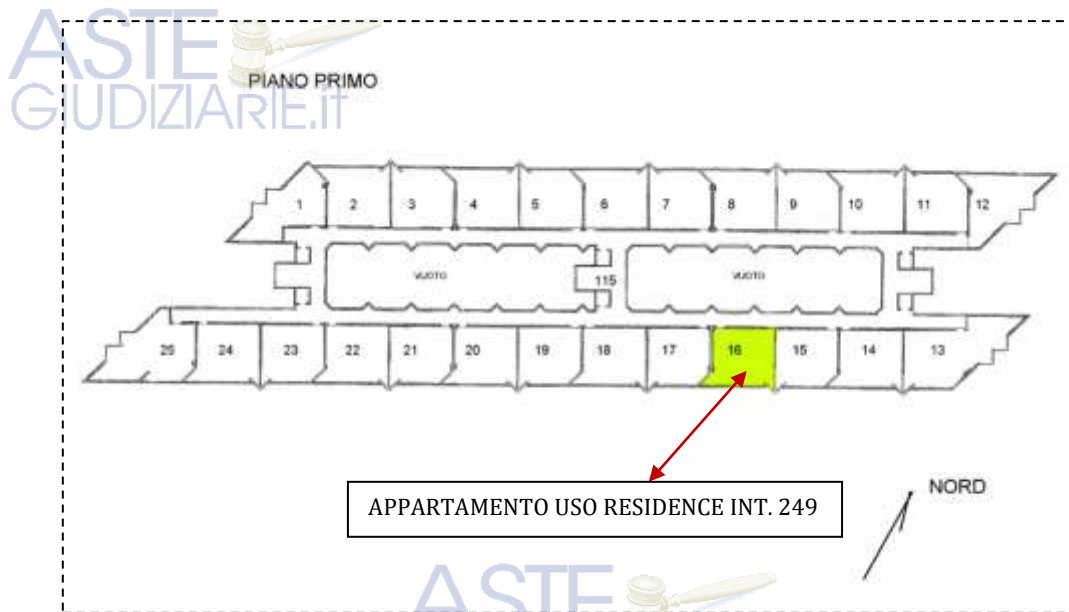 ASTE
GIUDIZIARIE.it
PIANO PRIMO
1 2 3 4 5 6 7 8 9 10 11 12
VUOTO 115 VUOTO
25 24 23 22 21 20 19 18 17 16 15 14 13
APPARTAMENTO USO RESIDENCE INT. 249
NORD
ASTE